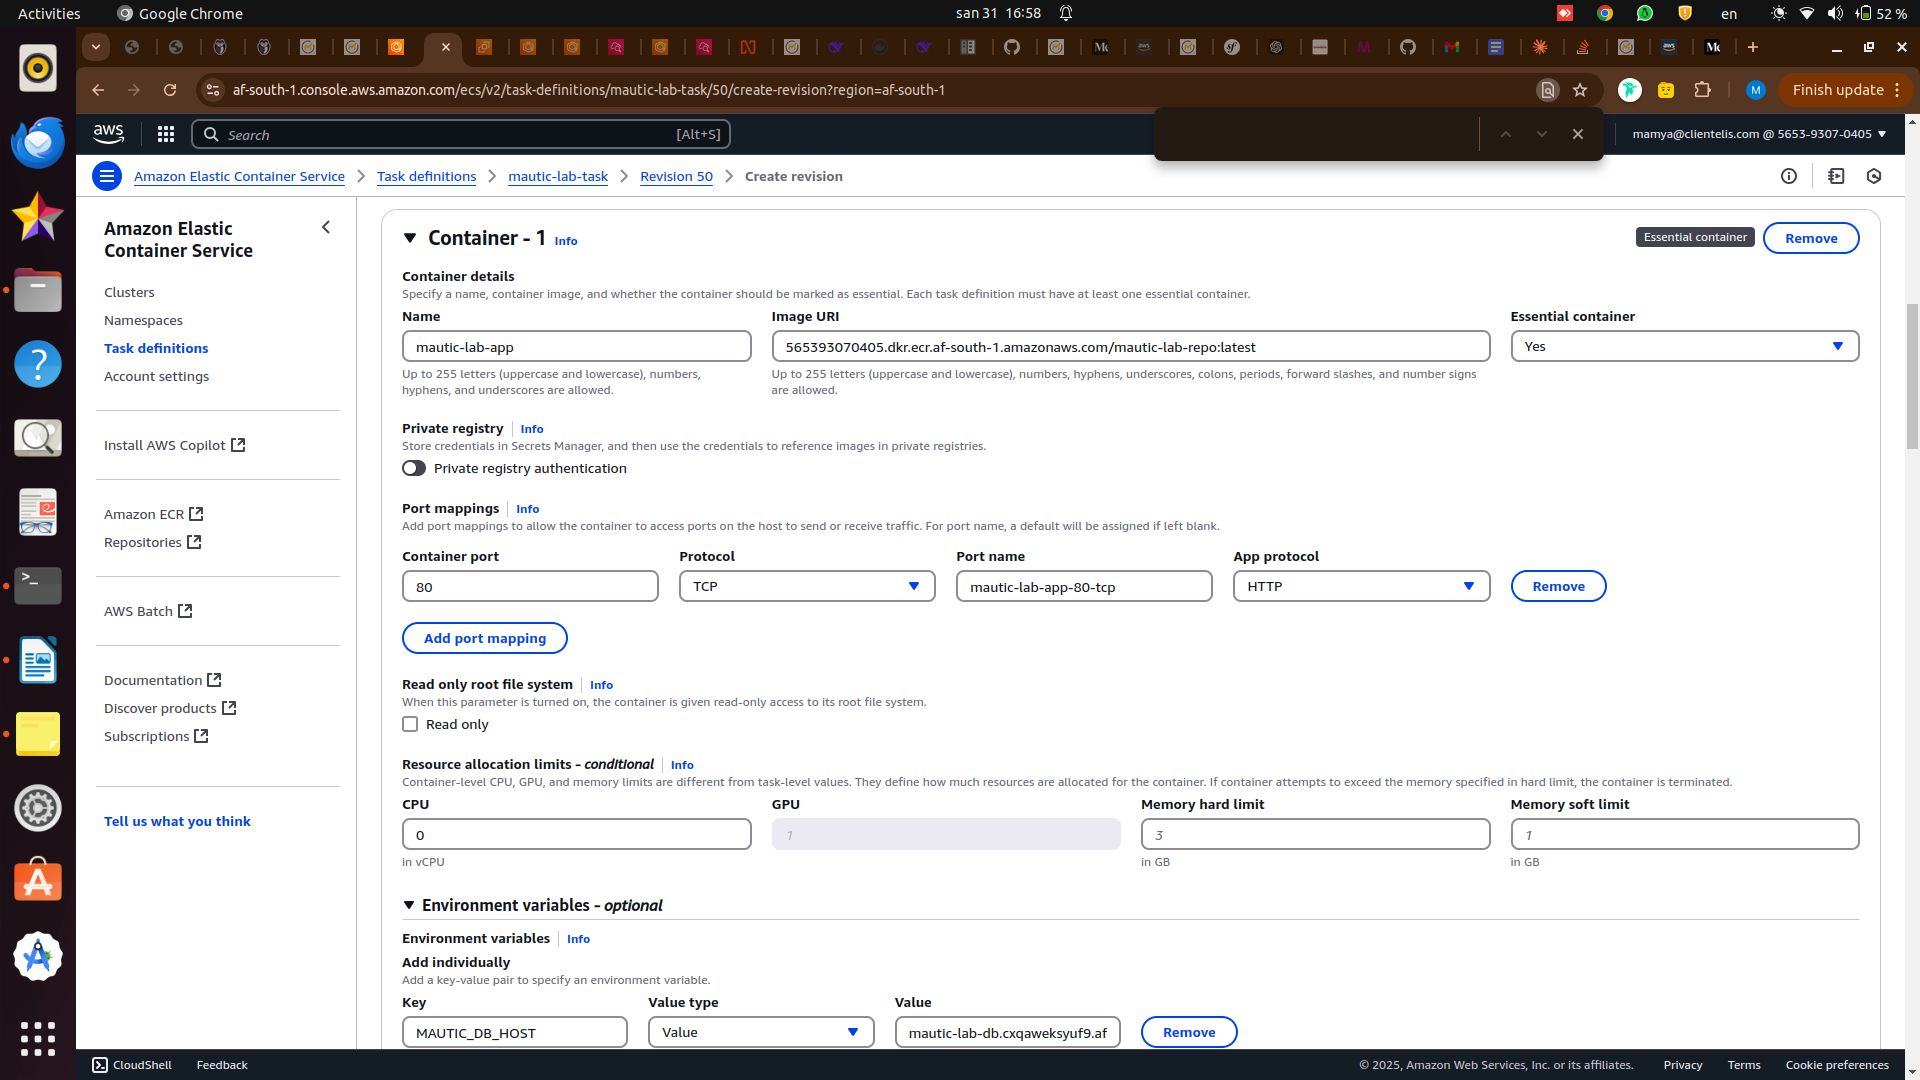 Activities
Google Chrome
san 31 16:58
en
52 %
af-south-1.console.aws.amazon.com/ecs/v2/task-definitions/mautic-lab-task/50/create-revision?region=af-south-1
M
Finish update
aws
Search
[Alt+S]
mamya@clientelis.com @ 5653-9307-0405
Amazon Elastic Container Service
Task definitions
mautic-lab-task
Revision 50
Create revision
Amazon Elastic
Container Service
Clusters
Namespaces
Task definitions
Account settings
Install AWS Copilot
Amazon ECR
Repositories
AWS Batch
Documentation
Discover products
Subscriptions
Tell us what you think
Container - 1 Info
Essential container
Remove
Container details
Specify a name, container image, and whether the container should be marked as essential. Each task definition must have at least one essential container.
Name
Image URI
Essential container
mautic-lab-app
565393070405.dkr.ecr.af-south-1.amazonaws.com/mautic-lab-repo:latest
Yes
Up to 255 letters (uppercase and lowercase), numbers,
hyphens, and underscores are allowed.
Up to 255 letters (uppercase and lowercase), numbers, hyphens, underscores, colons, periods, forward slashes, and number signs
are allowed.
Private registry Info
Store credentials in Secrets Manager, and then use the credentials to reference images in private registries.
Private registry authentication
Port mappings Info
Add port mappings to allow the container to access ports on the host to send or receive traffic. For port name, a default will be assigned if left blank.
Container port
Protocol
Port name
App protocol
80
TCP
mautic-lab-app-80-tcp
HTTP
Remove
Add port mapping
Read only root file system Info
When this parameter is turned on, the container is given read-only access to its root file system.
Read only
Resource allocation limits - conditional Info
Container-level CPU, GPU, and memory limits are different from task-level values. They define how much resources are allocated for the container. If container attempts to exceed the memory specified in hard limit, the container is terminated.
CPU
GPU
Memory hard limit
Memory soft limit
0
1
3
1
in vCPU
in GB
in GB
Environment variables - optional
Environment variables Info
Add individually
Add a key-value pair to specify an environment variable.
Key
Value type
Value
MAUTIC_DB_HOST
Value
mautic-lab-db.cxqaweksyuf9.af
Remove
CloudShell
Feedback
© 2025, Amazon Web Services, Inc. or its affiliates.
Privacy
Terms
Cookie preferences